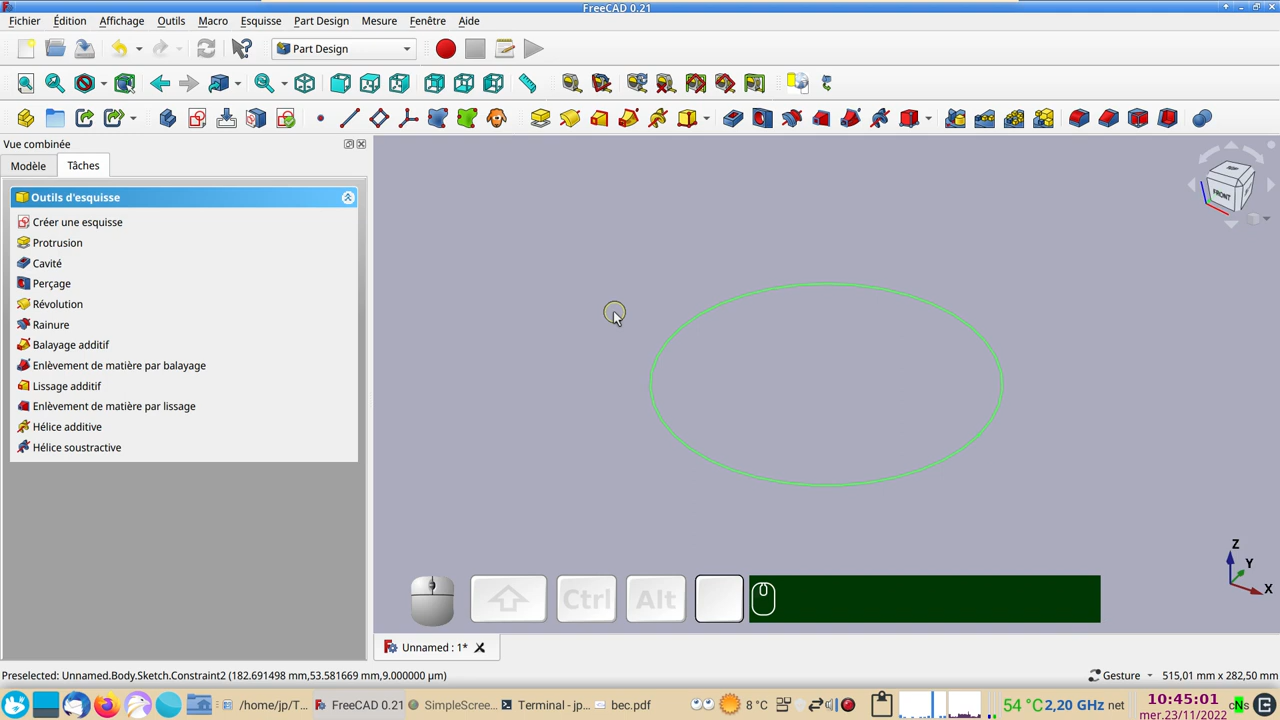 FreeCAD 0.21
Fichier Édition Affichage Outils Macro Esquisse Part Design Mesure Fenêtre Aide
Part Design
Vue combinée
Modèle Tâches
Outils d'esquisse
Créer une esquisse
Protrusion
Cavité
Perçage
Révolution
Rainure
Balayage additif
Enlèvement de matière par balayage
Lissage additif
Enlèvement de matière par lissage
Hélice additive
Hélice soustractive
FRONT
Z
Y
X
Ctrl Alt
Unnamed : 1*
Preselected: Unnamed.Body.Sketch.Constraint2 (182.691498 mm,53.581669 mm,9.000000 µm) Gesture 515,01 mm x 282,50 mm
/home/jp/T... FreeCAD 0.21 SimpleScree... Terminal - jp... bec.pdf 8 °C 54 °C 2,20 GHz net 10:45:01 cNs
mer.23/11/2022